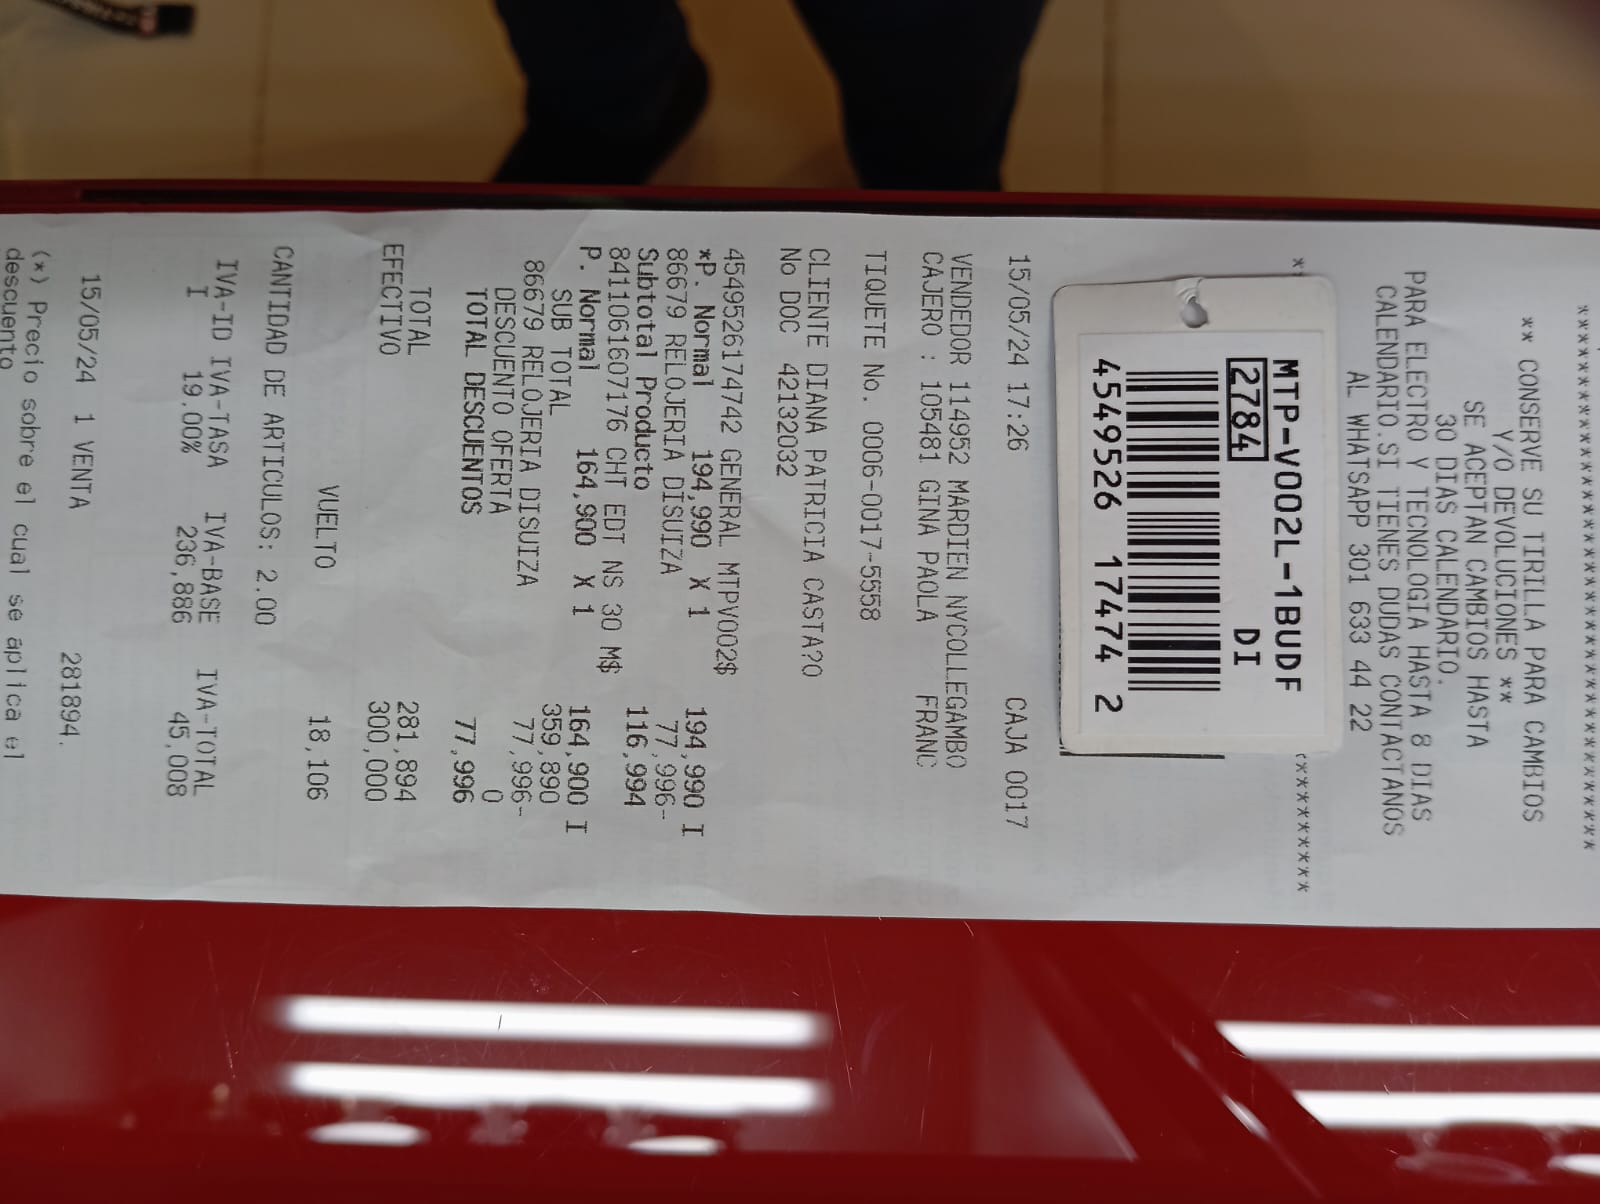 ******************************************
** CONSERVE SU TIRILLA PARA CAMBIOS
Y/O DEVOLUCIONES **
SE ACEPTAN CAMBIOS HASTA
30 DIAS CALENDARIO.
PARA ELECTRO Y TECNOLOGIA HASTA 8 DIAS
CALENDARIO.SI TIENES DUDAS CONTACTANOS
AL WHATSAPP 301 633 44 22
MTP-V002L-1BUDF
2784 DI
4549526 17474 2
15/05/24 17:26 CAJA 0017
VENDEDOR 114952 MARDIEN NYCOLLEGAMBO
CAJERO : 105481 GINA PAOLA FRANC
TIQUETE No. 0006-0017-5558
CLIENTE DIANA PATRICIA CASTA?O
No DOC 42132032
4549526174742 GENERAL MTPV002$
*P. Normal 194,990 X 1 194,990 I
86679 RELOJERIA DISUIZA 77,996-
Subtotal Producto 116,994
8411061607176 CHT EDT NS 30 M$
P. Normal 164,900 X 1 164,900 I
SUB TOTAL 359,890
86679 RELOJERIA DISUIZA 77,996-
DESCUENTO OFERTA 0
TOTAL DESCUENTOS 77,996
TOTAL 281,894
EFECTIVO 300,000
VUELTO 18,106
CANTIDAD DE ARTICULOS: 2.00
IVA-ID IVA-TASA IVA-BASE IVA-TOTAL
I 19.00% 236,886 45,008
15/05/24 1 VENTA 281894.
(*) Precio sobre el cual se aplica el
descuento